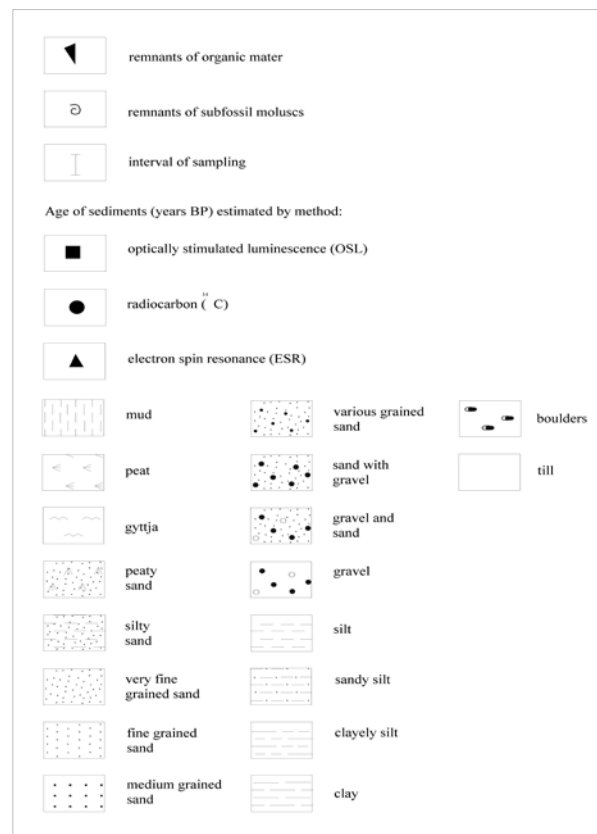 remnants of organic mater
remnants of subfossil moluscs
interval of sampling
Age of sediments (years BP) estimated by method:
optically stimulated luminescence (OSL)
radiocarbon (¹⁴C)
electron spin resonance (ESR)
mud
peat
gyttja
peaty
sand
silty
sand
very fine
grained sand
fine grained
sand
medium grained
sand
various grained
sand
sand with
gravel
gravel and
sand
gravel
silt
sandy silt
clayely silt
clay
boulders
till